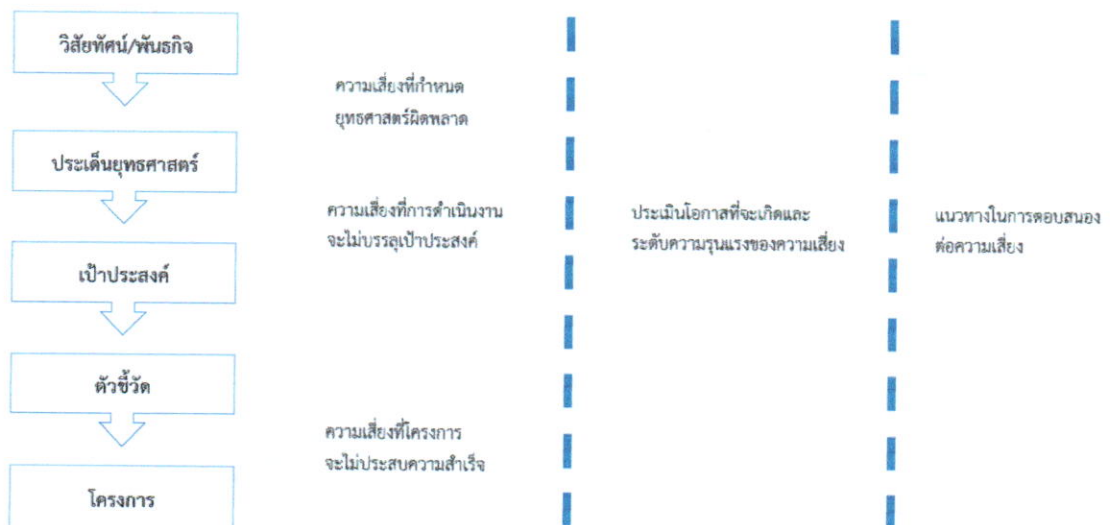 วิสัยทัศน์/พันธกิจ
ความเสี่ยงที่กำหนด
ยุทธศาสตร์ผิดพลาด
ประเด็นยุทธศาสตร์
ความเสี่ยงที่การดำเนินงาน
จะไม่บรรลุเป้าประสงค์
ประเมินโอกาสที่จะเกิดและ
ระดับความรุนแรงของความเสี่ยง
แนวทางในการตอบสนอง
ต่อความเสี่ยง
เป้าประสงค์
ตัวชี้วัด
ความเสี่ยงที่โครงการ
จะไม่ประสบความสำเร็จ
โครงการ